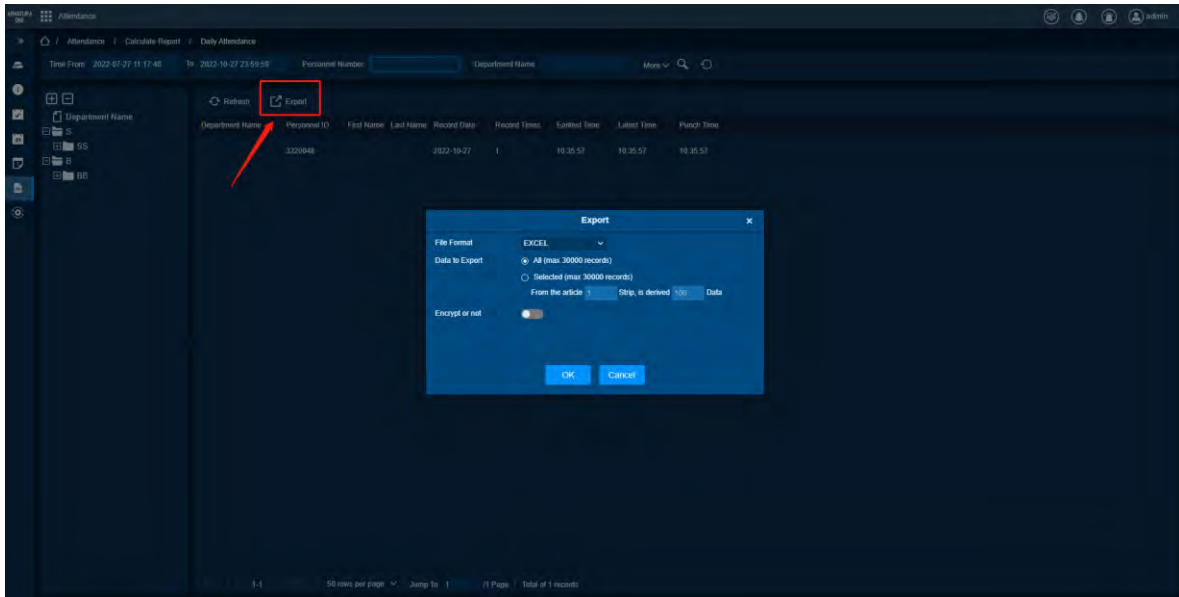 ARMATURA ONE
Attendance
admin
/ Attendance / Calculate Report / Daily Attendance
Time From 2022-07-27 11:17:40 To 2022-10-27 23:59:59 Personnel Number Department Name More
Refresh Export
Department Name
S
SS
B
BB
Department Name Personnel ID First Name Last Name Record Date Record Times Earliest Time Latest Time Punch Time
3220048 2022-10-27 1 10:35:57 10:35:57 10:35:57
Export ×
File Format EXCEL
Data to Export All (max 30000 records)
Selected (max 30000 records)
From the article 1 Strip, is derived 100 Data
Encrypt or not
OK Cancel
1-1 50 rows per page Jump To 1 /1 Page Total of 1 records